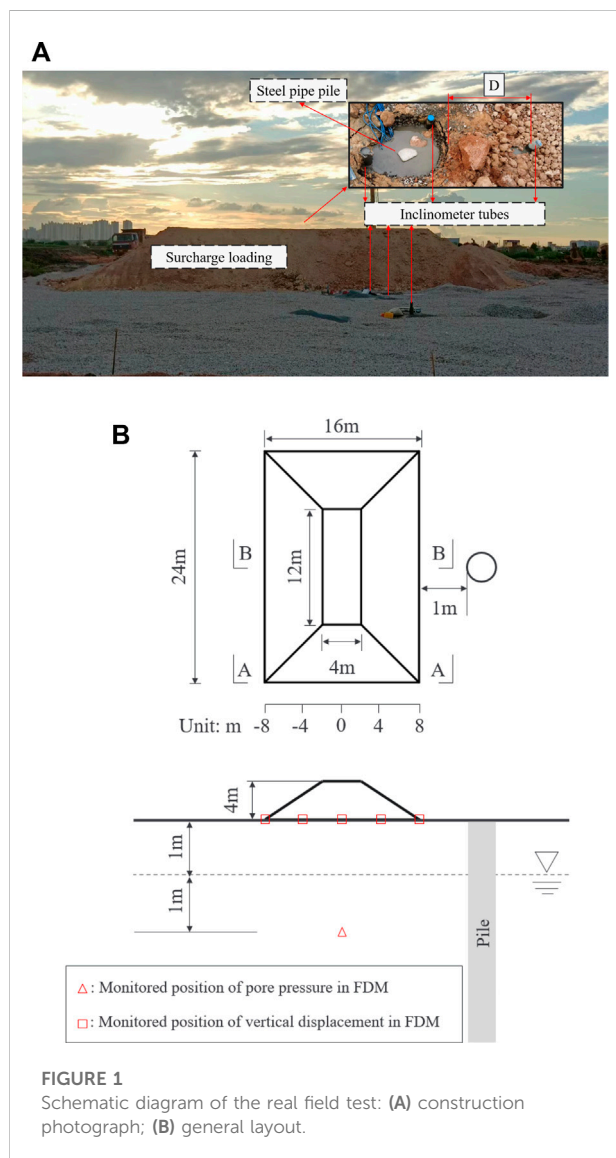 A
Steel pipe pile
D
Inclinometer tubes
Surcharge loading
B
16m
24m
12m
B
B
1m
4m
A
A
Unit: m -8 -4 0 4 8
4m
1m
1m
Pile
△: Monitored position of pore pressure in FDM
□: Monitored position of vertical displacement in FDM
FIGURE 1
Schematic diagram of the real field test: (A) construction
photograph; (B) general layout.